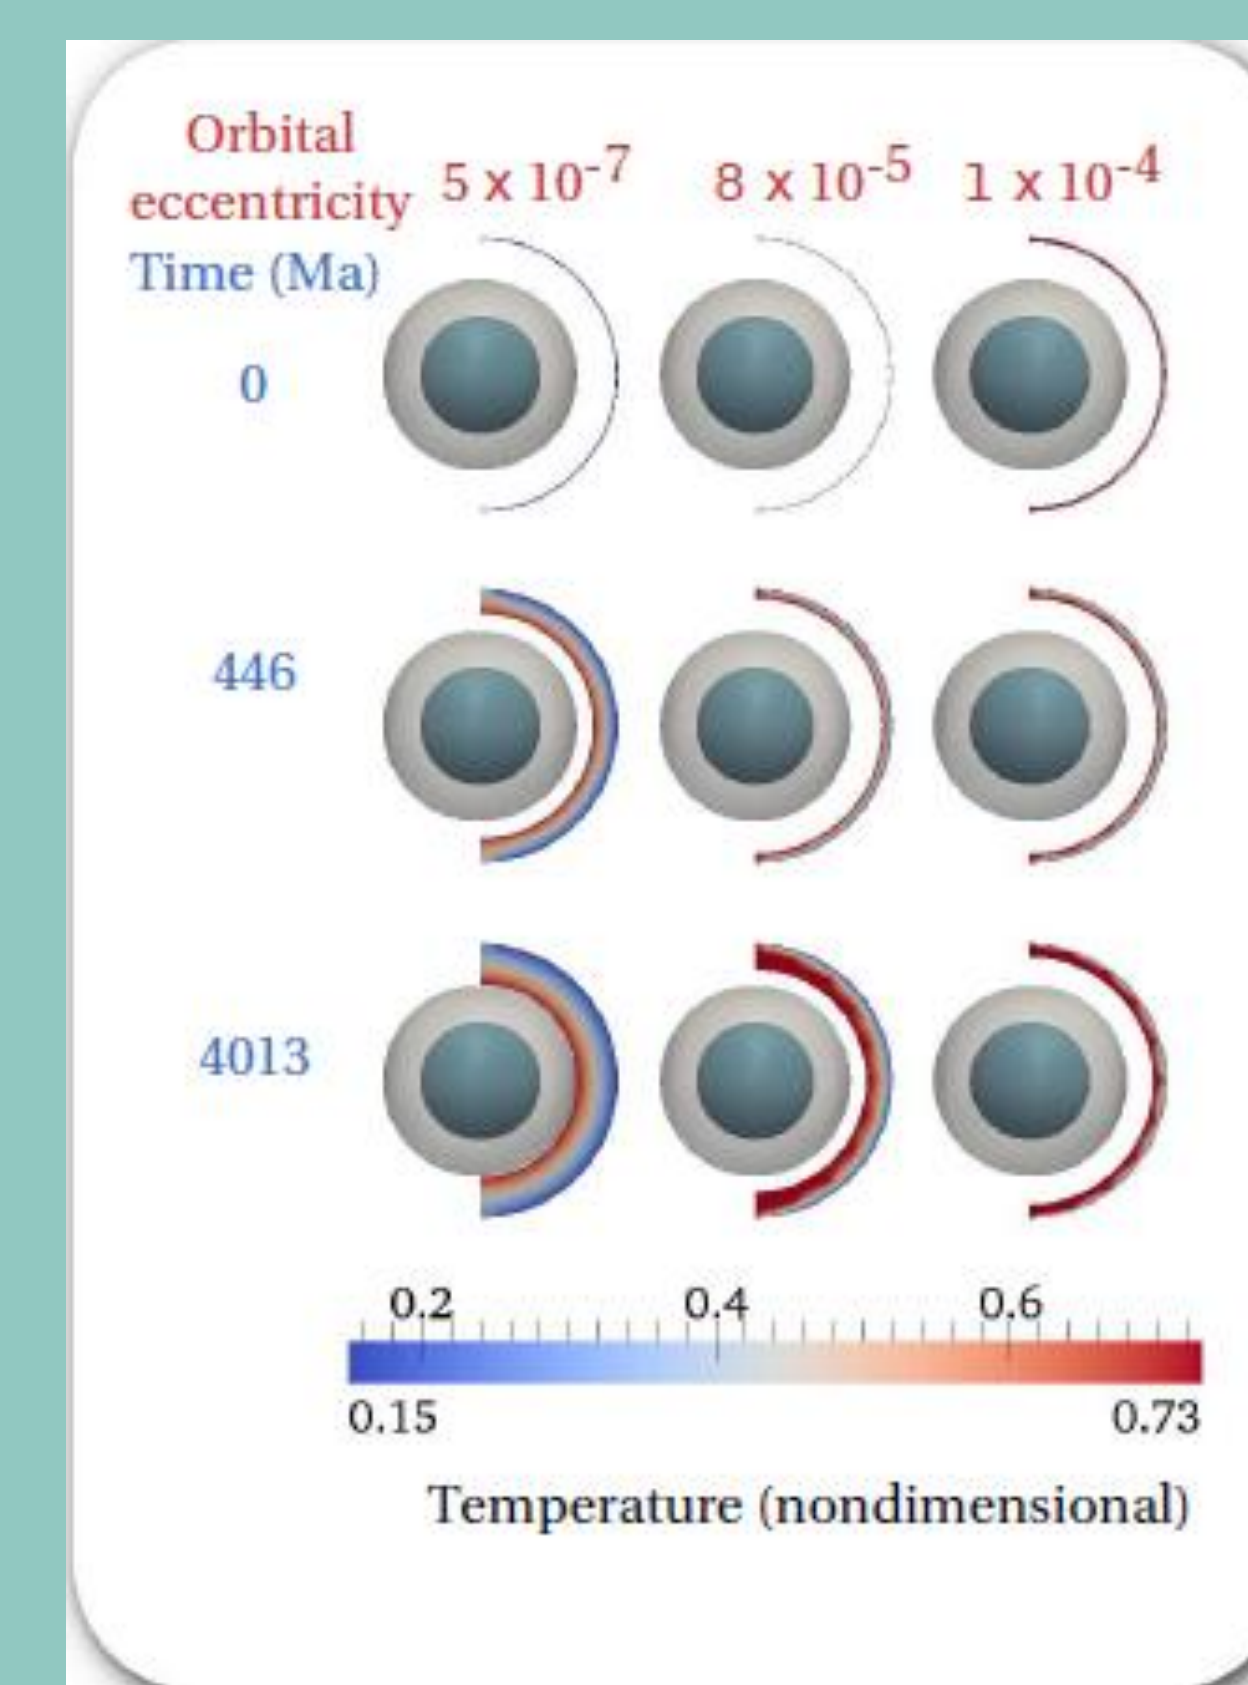 Orbital
eccentricity 5 x 10-7 8 x 10-5 1 x 10-4
Time (Ma)
0
446
4013
0.2 0.4 0.6
0.15 0.73
Temperature (nondimensional)